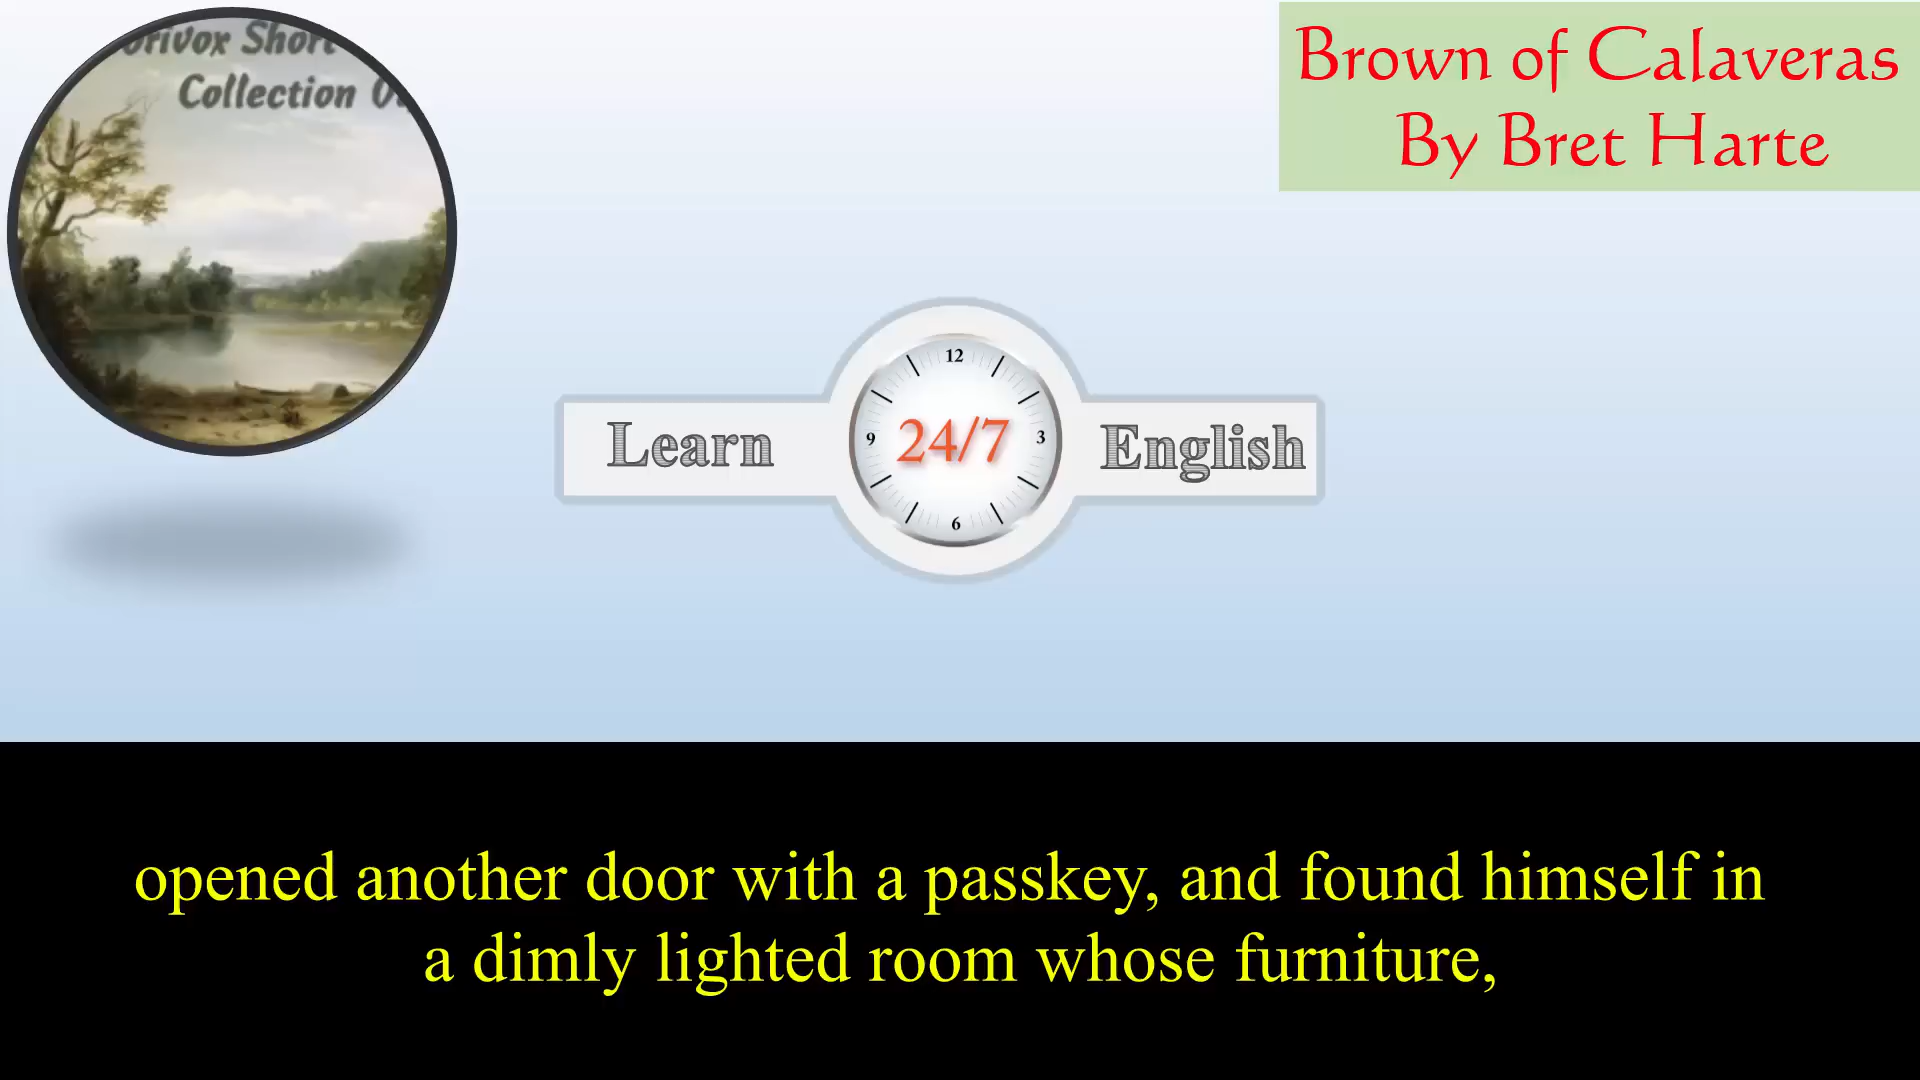 Short
Collection
Brown of Calaveras
By Bret Harte
12
Learn
9
24/7
3
English
6
opened another door with a passkey, and found himself in
a dimly lighted room whose furniture,